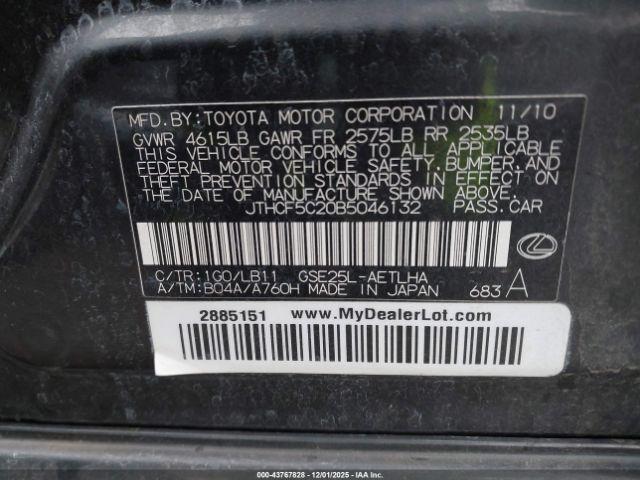 MFD. BY: TOYOTA MOTOR CORPORATION 11/10
GVWR 4615LB GAWR FR 2575LB RR 2535LB
THIS VEHICLE CONFORMS TO ALL APPLICABLE
FEDERAL MOTOR VEHICLE SAFETY, BUMPER, AND
THEFT PREVENTION STANDARDS IN EFFECT ON
THE DATE OF MANUFACTURE SHOWN ABOVE.
JTHCF5C20B5046132 PASS. CAR
C/TR: 1G0/LB11 GSE25L-AETLHA
A/TM: B04A/A760H MADE IN JAPAN 683 A
2885151 www.MyDealerLot.com
000-43767828 - 12/01/2025 - IAAI.COM